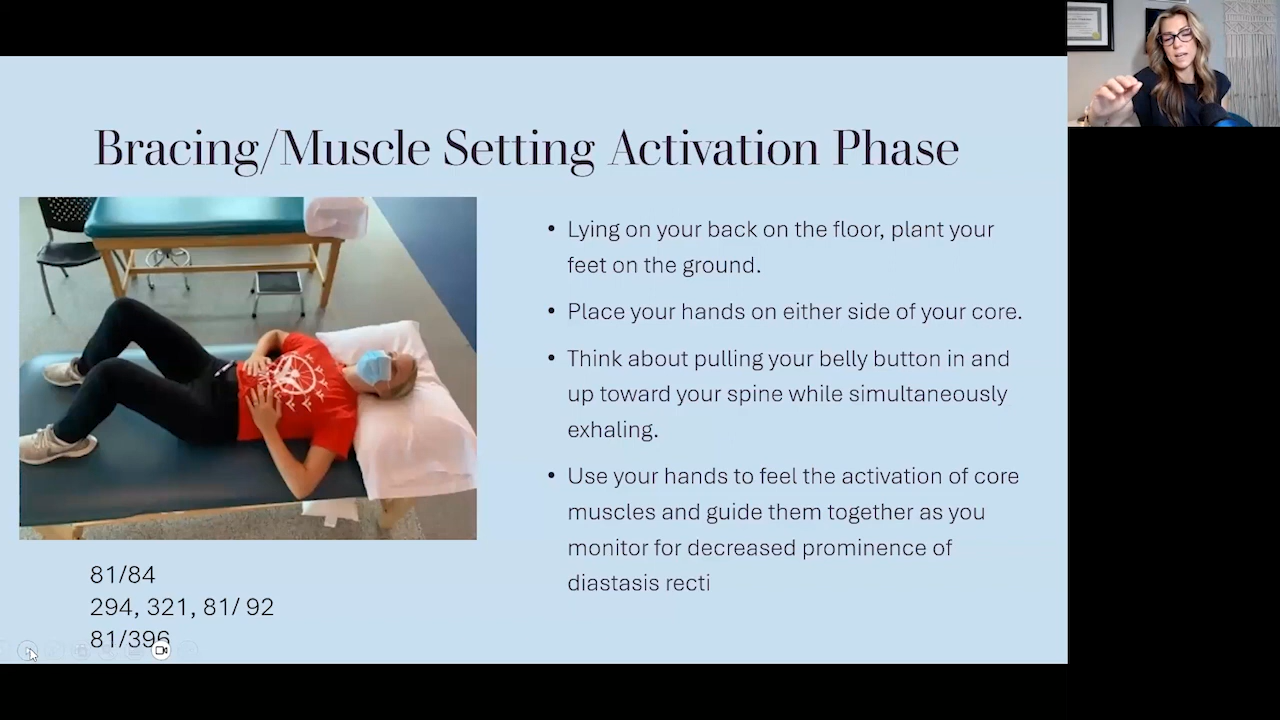 Bracing/Muscle Setting Activation Phase
• Lying on your back on the floor, plant your
feet on the ground.
• Place your hands on either side of your core.
• Think about pulling your belly button in and
up toward your spine while simultaneously
exhaling.
• Use your hands to feel the activation of core
muscles and guide them together as you
monitor for decreased prominence of
diastasis recti
81/84
294, 321, 81/ 92
81/396